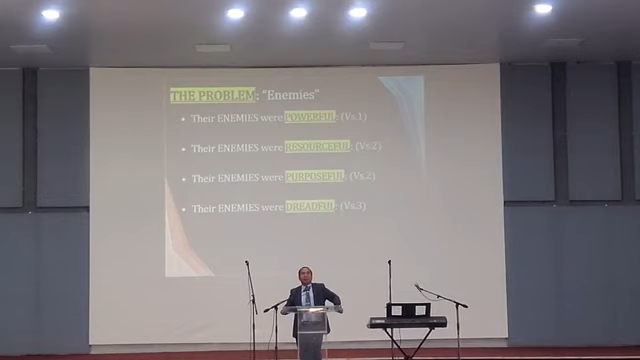 THE PROBLEM: "Enemies"
• Their ENEMIES were POWERFUL: (Vs.1)
• Their ENEMIES were RESOURCEFUL: (Vs.2)
• Their ENEMIES were PURPOSEFUL: (Vs.2)
• Their ENEMIES were DREADFUL: (Vs.3)